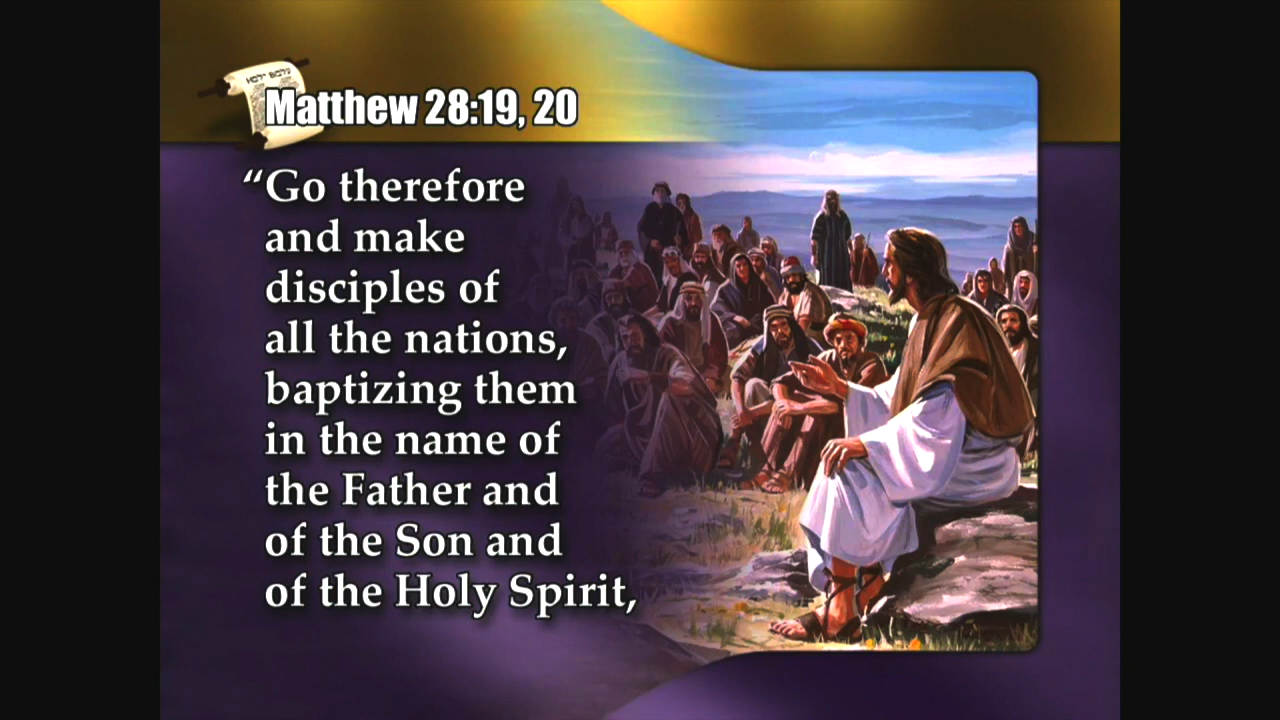 Matthew 28:19, 20
“Go therefore
and make
disciples of
all the nations,
baptizing them
in the name of
the Father and
of the Son and
of the Holy Spirit,